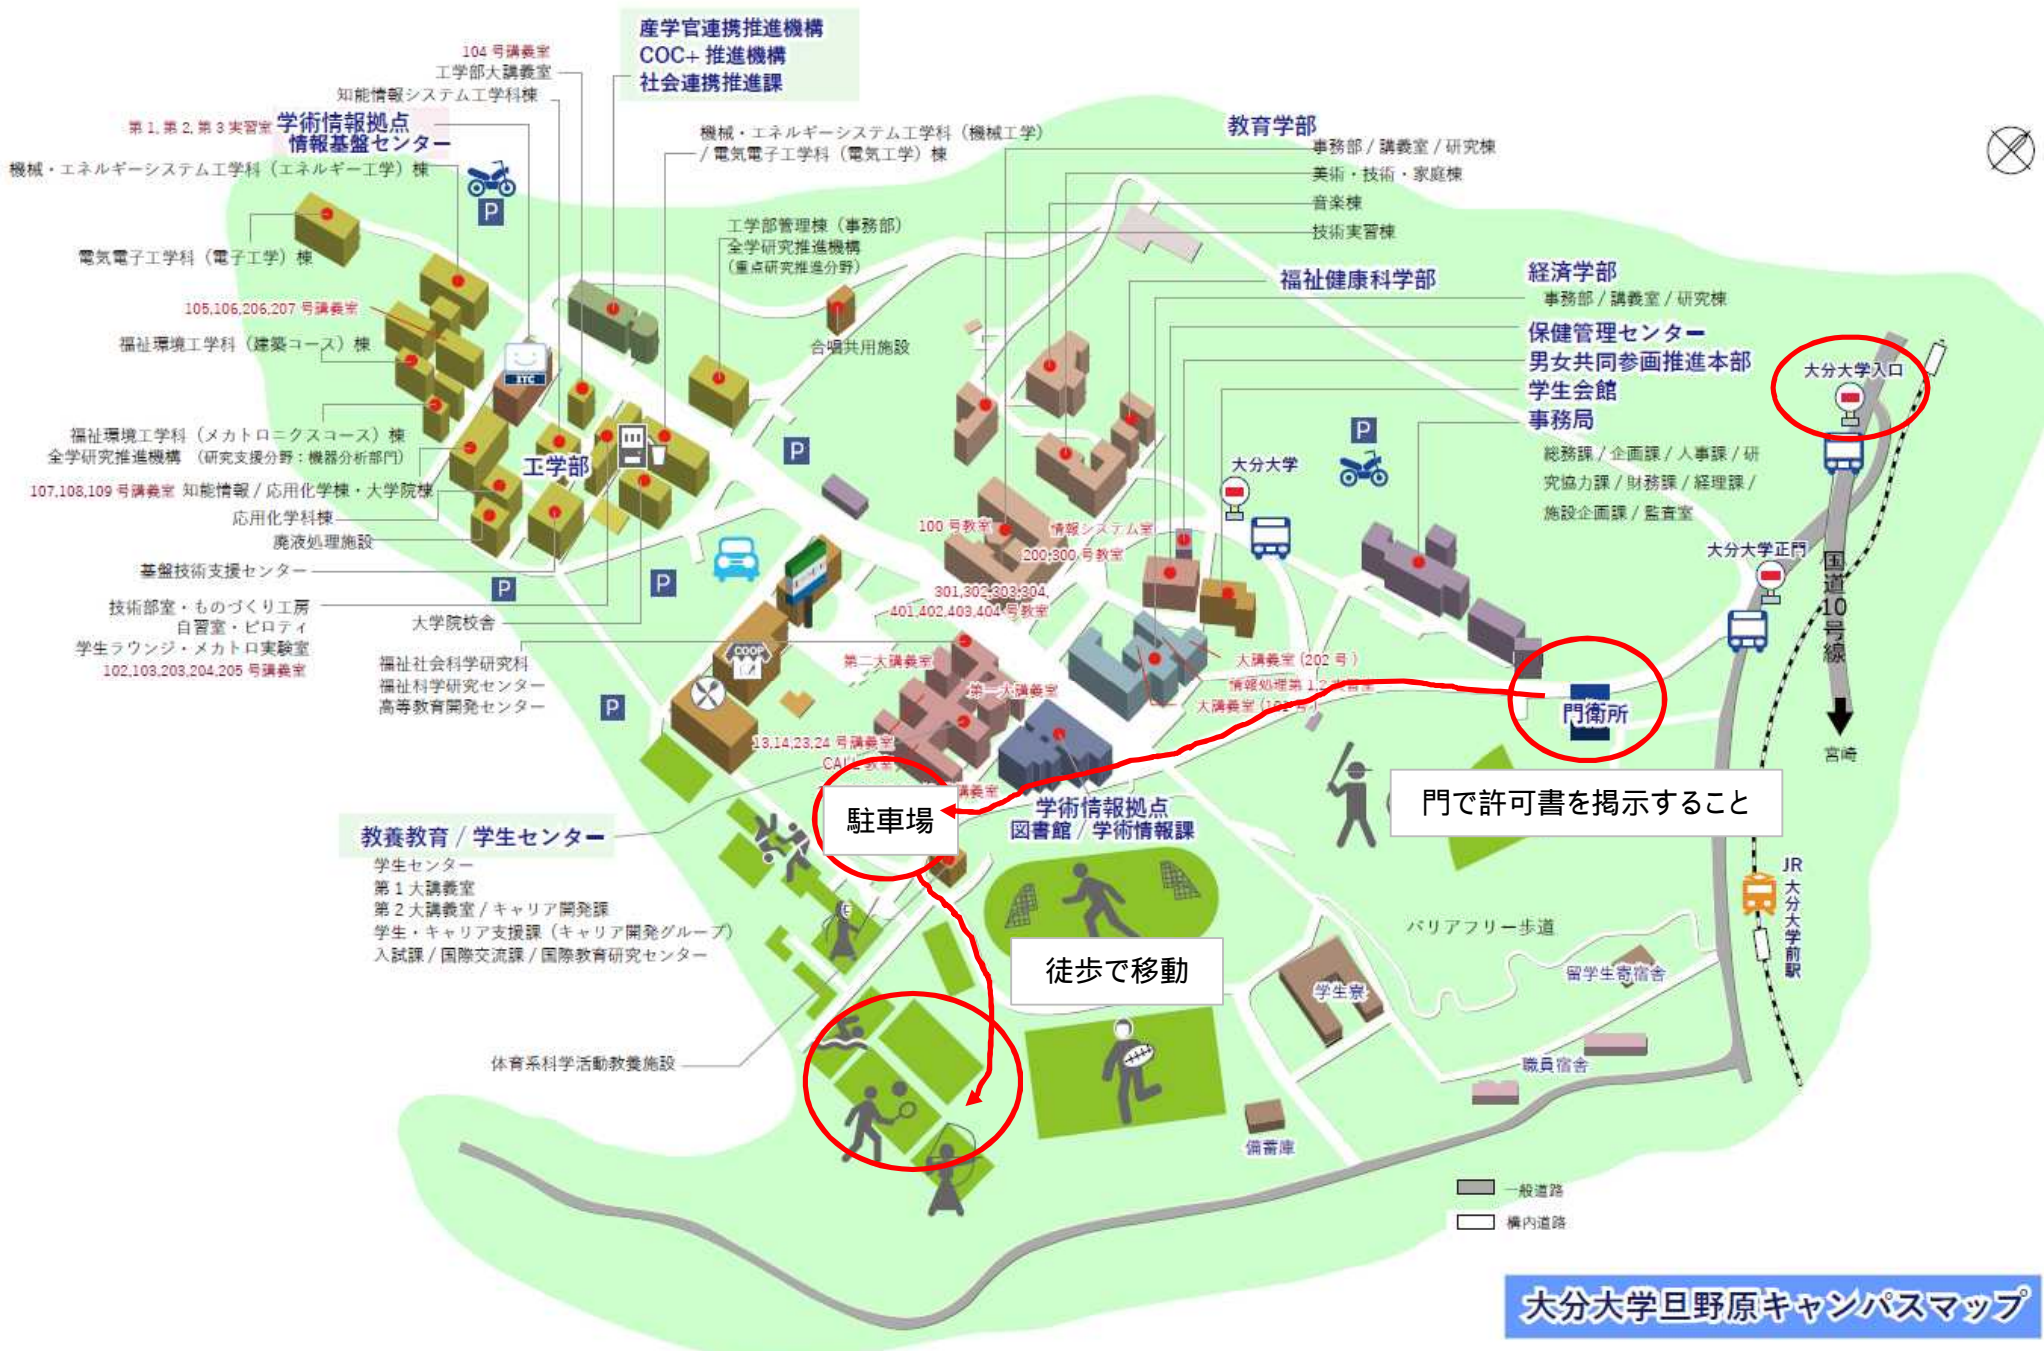 産学官連携推進機構
COC+ 推進機構
社会連携推進課
104 号講義室
工学部大講義室
知能情報システム工学科棟
第 1, 第 2, 第 3 実習室
学術情報拠点
情報基盤センター
機械・エネルギーシステム工学科（エネルギー工学）棟
P
電気電子工学科（電子工学）棟
105,106,206,207 号講義室
福祉環境工学科（建築コース）棟
福祉環境工学科（メカトロニクスコース）棟
全学研究推進機構 （研究支援分野：機器分析部門）
107,108,109 号講義室 知能情報 / 応用化学棟・大学院棟
応用化学科棟
廃液処理施設
基盤技術支援センター
技術部室・ものづくり工房
自習室・ピロティ
学生ラウンジ・メカトロ実験室
102,103,203,204,205 号講義室
機械・エネルギーシステム工学科（機械工学）
/ 電気電子工学科（電気工学）棟
工学部管理棟（事務部）
全学研究推進機構
（重点研究推進分野）
合唱共用施設
ITC
工学部
P
P
P
P
大学院校舎
福祉社会科学研究科
福祉科学研究センター
高等教育開発センター
COOP
教育学部
事務部 / 講義室 / 研究棟
美術・技術・家庭棟
音楽棟
技術実習棟
福祉健康科学部
経済学部
事務部 / 講義室 / 研究棟
保健管理センター
男女共同参画推進本部
学生会館
事務局
総務課 / 企画課 / 人事課 / 研
究協力課 / 財務課 / 経理課 /
施設企画課 / 監査室
大分大学入口
P
大分大学
大分大学正門
国道10号線
宮崎
100 号教室
情報システム室
200,300 号教室
301,302,303,304,
401,402,403,404 号教室
第二大講義室
第一大講義室
大講義室 (202 号 )
情報処理第 1,2 実習室
大講義室 (101 号 )
13,14,23,24 号講義室
CALL 教室
講義室
門衛所
門で許可書を掲示すること
駐車場
学術情報拠点
図書館 / 学術情報課
教養教育 / 学生センター
学生センター
第 1 大講義室
第 2 大講義室 / キャリア開発課
学生・キャリア支援課（キャリア開発グループ）
入試課 / 国際交流課 / 国際教育研究センター
徒歩で移動
体育系科学活動教養施設
バリアフリー歩道
JR 大分大学前駅
学生寮
留学生寄宿舎
職員宿舎
備蓄庫
一般道路
構内道路
大分大学旦野原キャンパスマップ